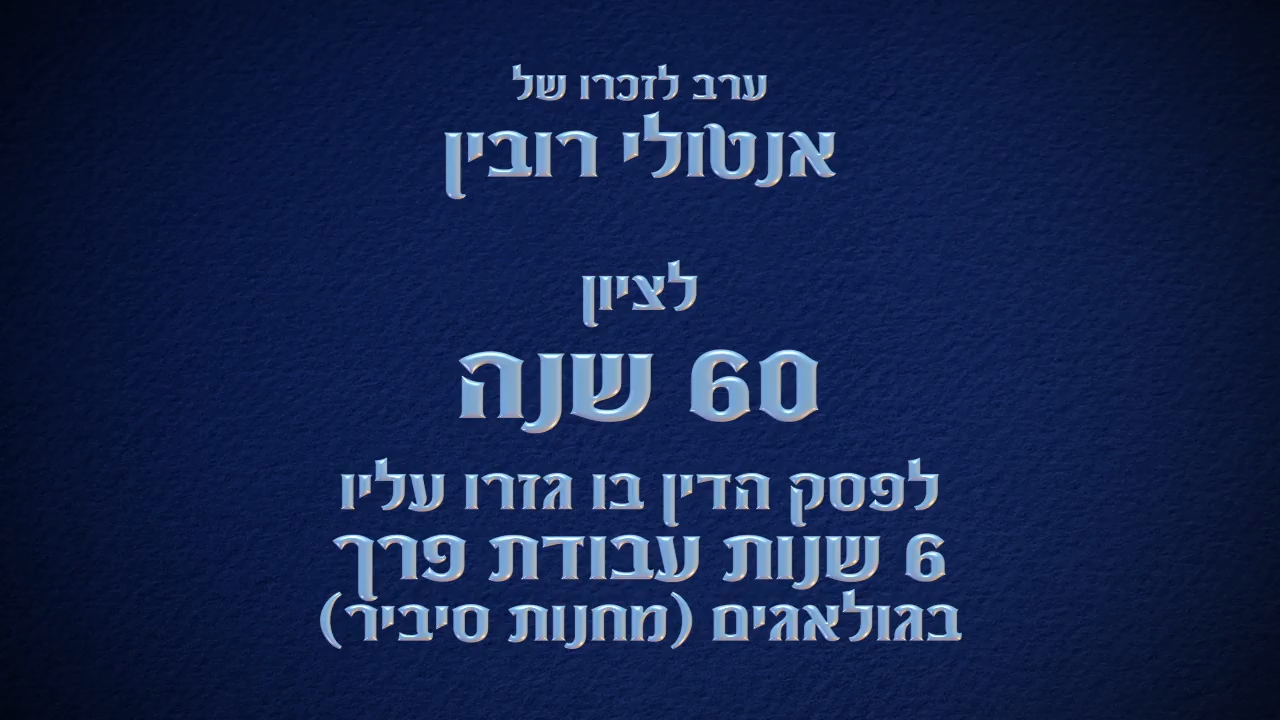 ערב לזכרו של
אנטולי רובין
לציון
60 שנה
לפסק הדין בו גזרו עליו
6 שנות עבודת פרך
בגולאגים (מחנות סיביר)